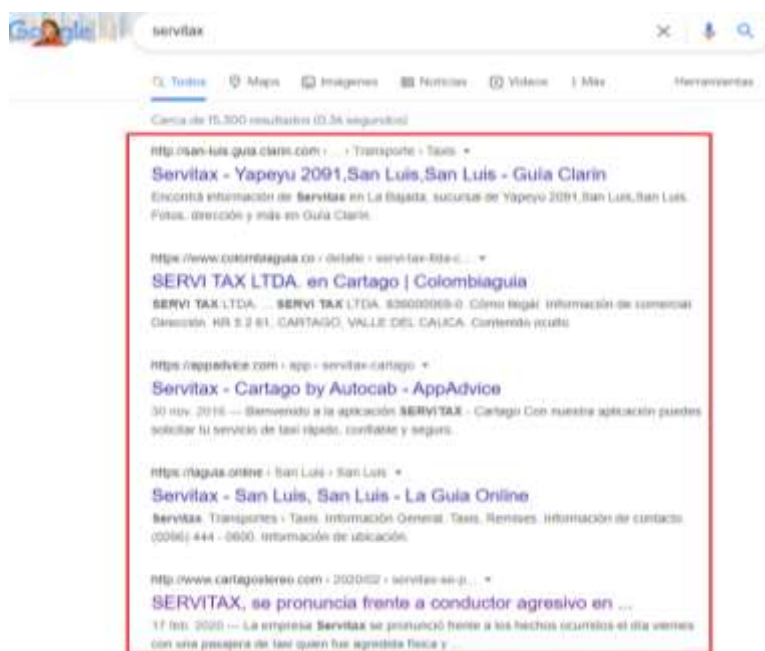 Google
servitax
Todos Maps Imágenes Noticias Videos Más Herramientas
Cerca de 15.300 resultados (0.36 segundos)
http://san-luis.guia.clarin.com › ... › Transporte › Taxis
Servitax - Yapeyu 2091,San Luis,San Luis - Guía Clarín
Encontrá información de Servitax en La Bajada, sucursal de Yapeyu 2091,San Luis,San Luis.
Fotos, dirección y más en Guía Clarín.
https://www.colombiaguia.co › detalle › servi-tax-ltda-c...
SERVI TAX LTDA. en Cartago | Colombiaguia
SERVI TAX LTDA. ... SERVI TAX LTDA. Cómo llegar. Información de comercial.
Dirección. KR 5 2 61. CARTAGO, VALLE DEL CAUCA. Contenido oculto
https://appadvice.com › app › servitax-cartago
Servitax - Cartago by Autocab - AppAdvice
30 nov. 2016 — Bienvenido a la aplicación SERVITAX - Cartago Con nuestra aplicación puedes
solicitar tu servicio de taxi rápido, confiable y seguro.
https://laguia.online › San Luis › San Luis
Servitax - San Luis, San Luis - La Guia Online
Servitax. Transportes › Taxis. Información General. Taxis. Remises. Información de contacto.
(0266) 444 - 0600. Información de ubicación.
http://www.cartagostereo.com › 2020/02 › servitax-se-p...
SERVITAX, se pronuncia frente a conductor agresivo en ...
17 feb. 2020 — La empresa Servitax se pronunció frente a los hechos ocurridos el día viernes
con una pasajera de taxi quien fue agredida física y ...